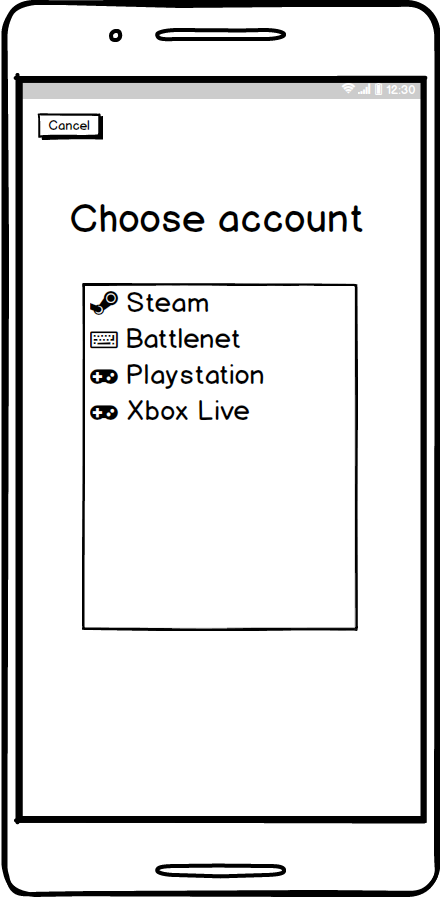 12:30
Cancel
Choose account
Steam
Battlenet
Playstation
Xbox Live